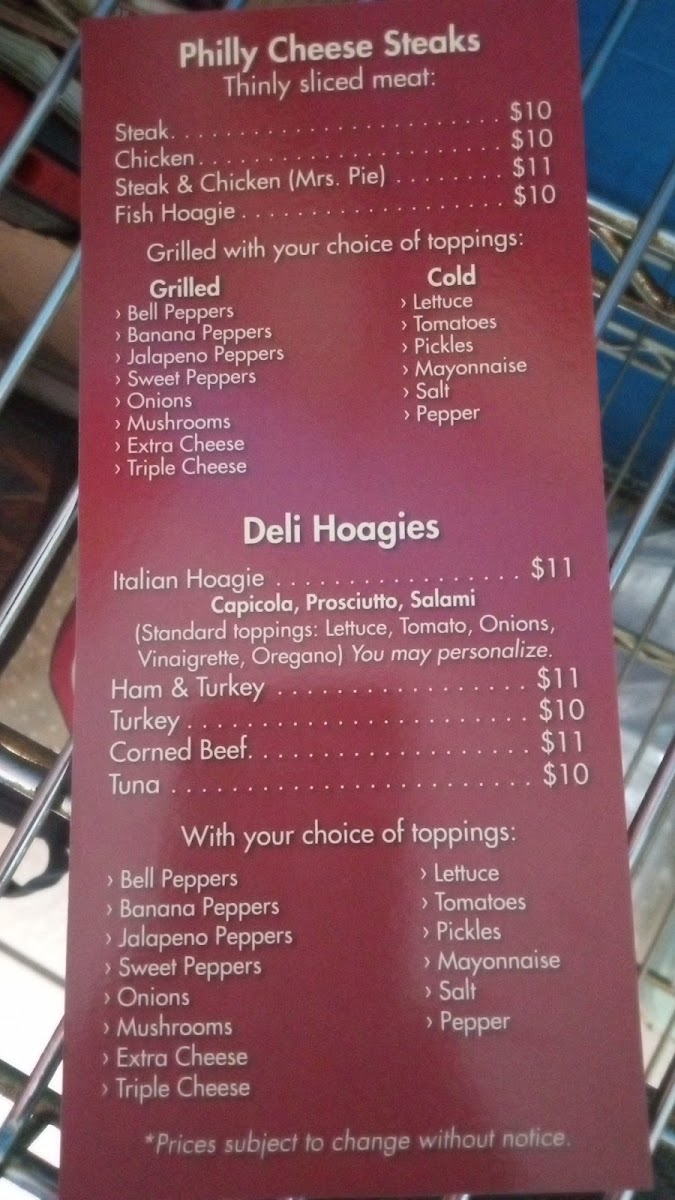 Philly Cheese Steaks
Thinly sliced meat:
Steak. . . . . . . . . . . . . . . . . . . . . . . . . $10
Chicken . . . . . . . . . . . . . . . . . . . . . . . $10
Steak & Chicken (Mrs. Pie) . . . . . . . . $11
Fish Hoagie . . . . . . . . . . . . . . . . . . . . $10
Grilled with your choice of toppings:
Grilled
› Bell Peppers
› Banana Peppers
› Jalapeno Peppers
› Sweet Peppers
› Onions
› Mushrooms
› Extra Cheese
› Triple Cheese
Cold
› Lettuce
› Tomatoes
› Pickles
› Mayonnaise
› Salt
› Pepper
Deli Hoagies
Italian Hoagie . . . . . . . . . . . . . . . . . . $11
Capicola, Prosciutto, Salami
(Standard toppings: Lettuce, Tomato, Onions,
Vinaigrette, Oregano) You may personalize.
Ham & Turkey . . . . . . . . . . . . . . . . . . $11
Turkey . . . . . . . . . . . . . . . . . . . . . . . . $10
Corned Beef. . . . . . . . . . . . . . . . . . . . $11
Tuna . . . . . . . . . . . . . . . . . . . . . . . . . $10
With your choice of toppings:
› Bell Peppers
› Banana Peppers
› Jalapeno Peppers
› Sweet Peppers
› Onions
› Mushrooms
› Extra Cheese
› Triple Cheese
› Lettuce
› Tomatoes
› Pickles
› Mayonnaise
› Salt
› Pepper
*Prices subject to change without notice.